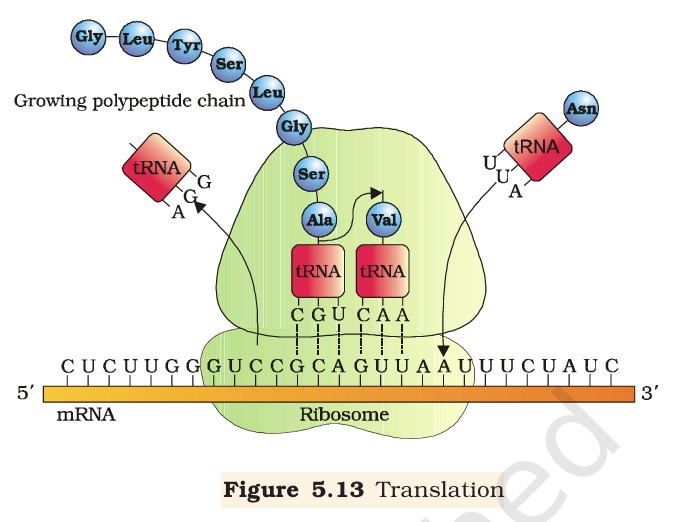 Gly Leu Tyr Ser Leu Gly Ser Ala
Growing polypeptide chain
Val
Asn
tRNA
A G G
tRNA
U U A
tRNA tRNA
C G U C A A
C U C U U G G G U C C G C A G U U A A U U U C U A U C
5′ 3′
mRNA Ribosome
Figure 5.13 Translation